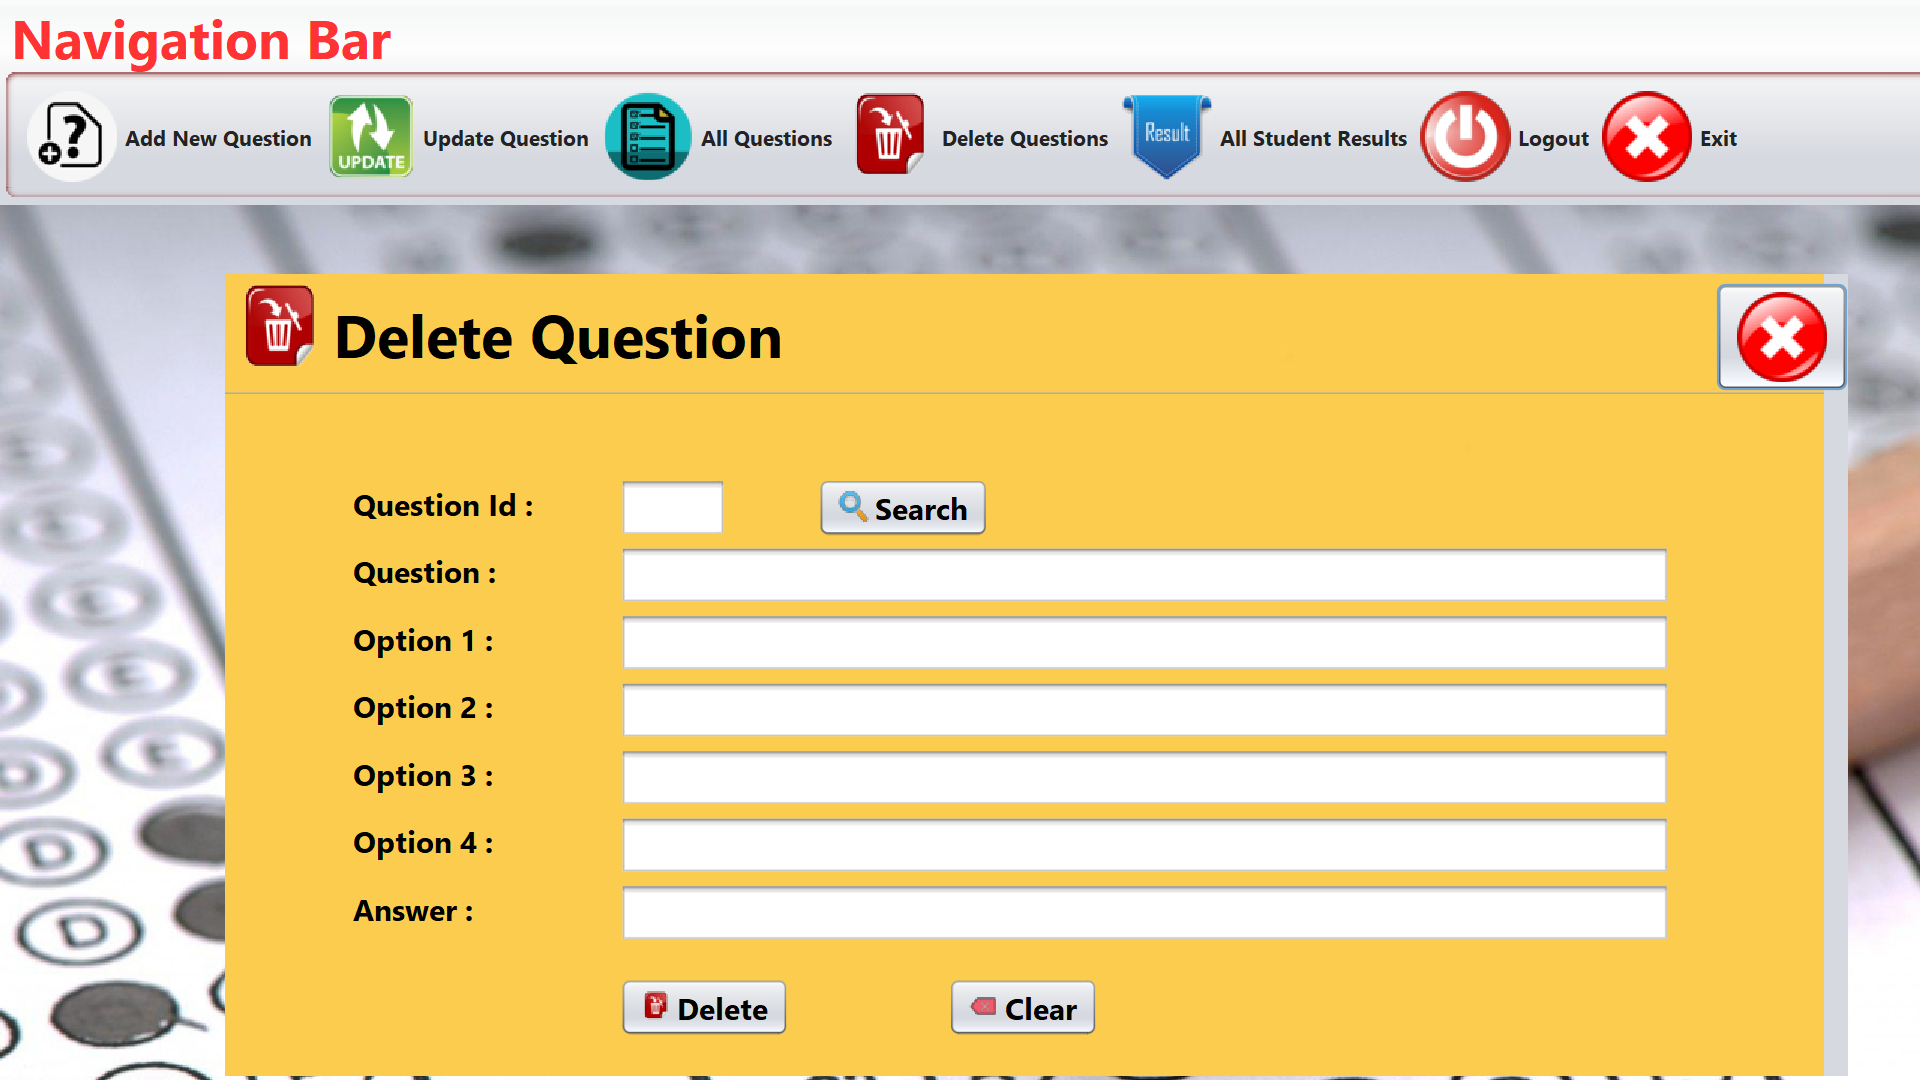 Navigation Bar
Add New Question
UPDATE
Update Question
All Questions
Delete Questions
Result
All Student Results
Logout
Exit
Delete Question
Question Id :
Search
Question :
Option 1 :
Option 2 :
Option 3 :
Option 4 :
Answer :
Delete
Clear
D
D